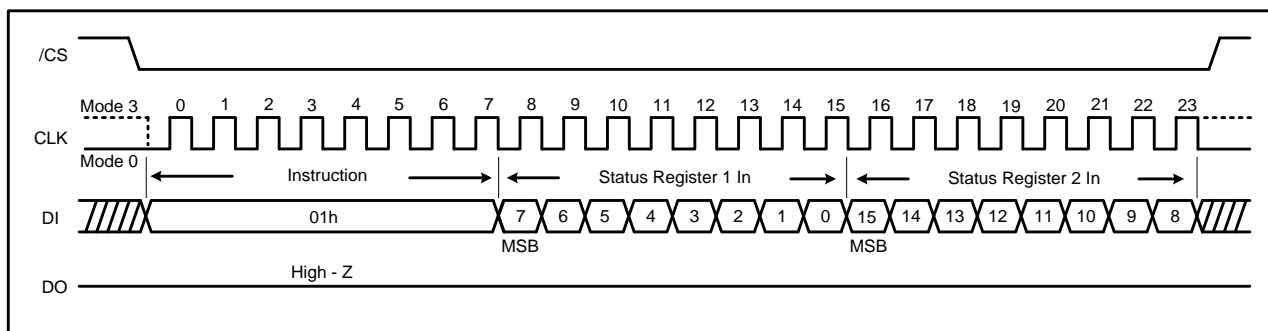 /CS
Mode 3 0 1 2 3 4 5 6 7 8 9 10 11 12 13 14 15 16 17 18 19 20 21 22 23
CLK
Mode 0
Instruction Status Register 1 In Status Register 2 In
DI 01h 7 6 5 4 3 2 1 0 15 14 13 12 11 10 9 8
MSB MSB
High - Z
DO